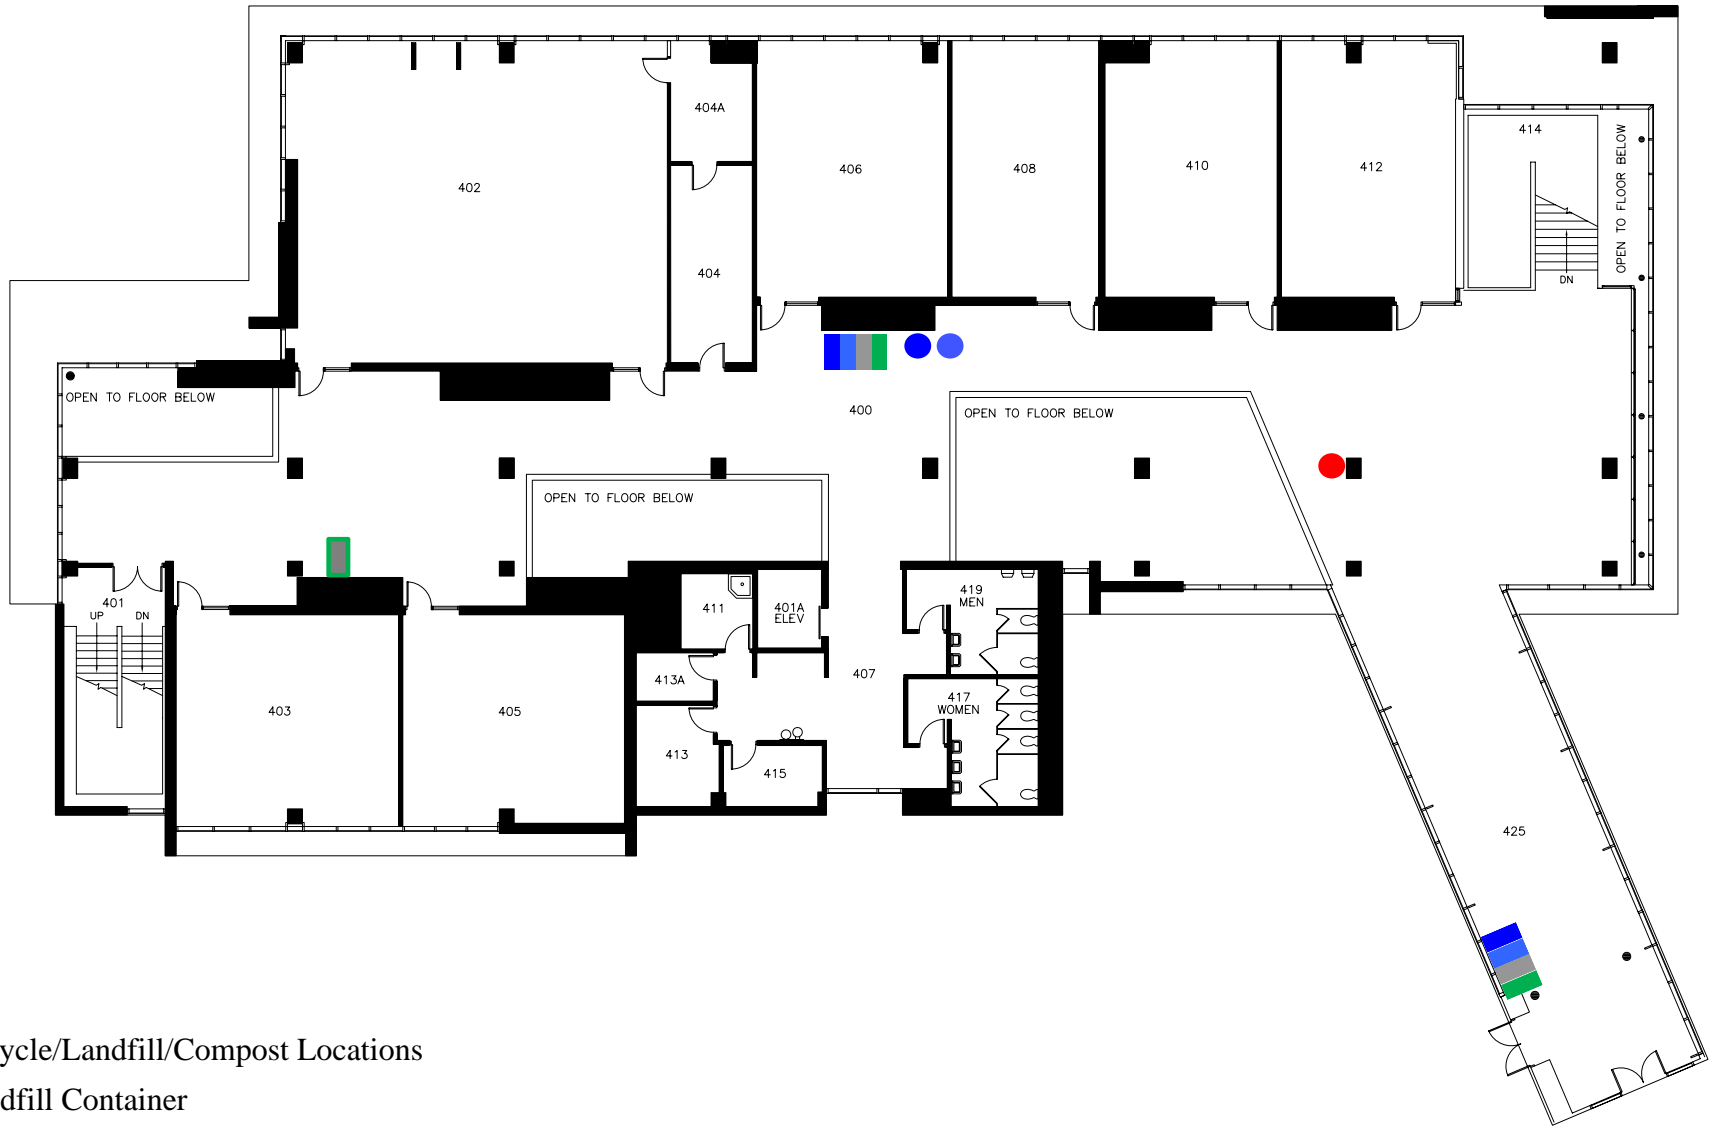 404A
414
OPEN TO FLOOR BELOW
402
406
408
410
412
404
DN
OPEN TO FLOOR BELOW
400
OPEN TO FLOOR BELOW
OPEN TO FLOOR BELOW
401
UP
DN
411
401A
ELEV
419
MEN
413A
407
417
WOMEN
403
405
413
415
425
ycle/Landfill/Compost Locations
dfill Container